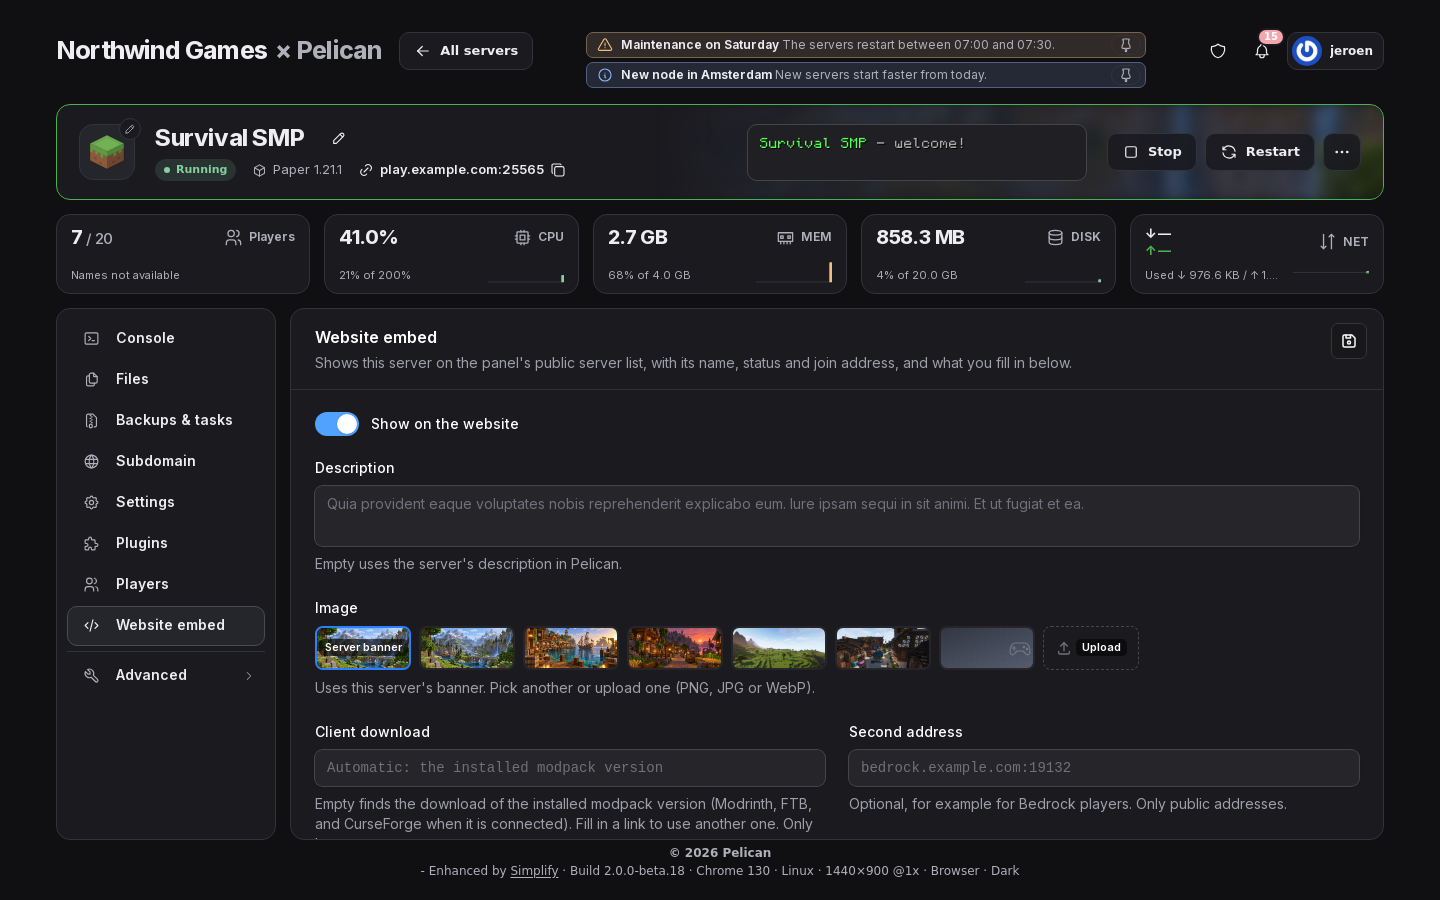 Northwind Games × Pelican
All servers
Maintenance on Saturday The servers restart between 07:00 and 07:30.
New node in Amsterdam New servers start faster from today.
15
jeroen
Survival SMP
Running
Paper 1.21.1
play.example.com:25565
Survival SMP - welcome!
Stop
Restart
7 / 20
Players
Names not available
41.0%
CPU
21% of 200%
2.7 GB
MEM
68% of 4.0 GB
858.3 MB
DISK
4% of 20.0 GB
↓—
↑—
NET
Used ↓ 976.6 KB / ↑ 1....
Console
Files
Backups & tasks
Subdomain
Settings
Plugins
Players
Website embed
Advanced
Website embed
Shows this server on the panel's public server list, with its name, status and join address, and what you fill in below.
Show on the website
Description
Quia provident eaque voluptates nobis reprehenderit explicabo eum. Iure ipsam sequi in sit animi. Et ut fugiat et ea.
Empty uses the server's description in Pelican.
Image
Server banner
Upload
Uses this server's banner. Pick another or upload one (PNG, JPG or WebP).
Client download
Automatic: the installed modpack version
Empty finds the download of the installed modpack version (Modrinth, FTB,
and CurseForge when it is connected). Fill in a link to use another one. Only
Second address
bedrock.example.com:19132
Optional, for example for Bedrock players. Only public addresses.
© 2026 Pelican
- Enhanced by Simplify · Build 2.0.0-beta.18 · Chrome 130 · Linux · 1440×900 @1x · Browser · Dark